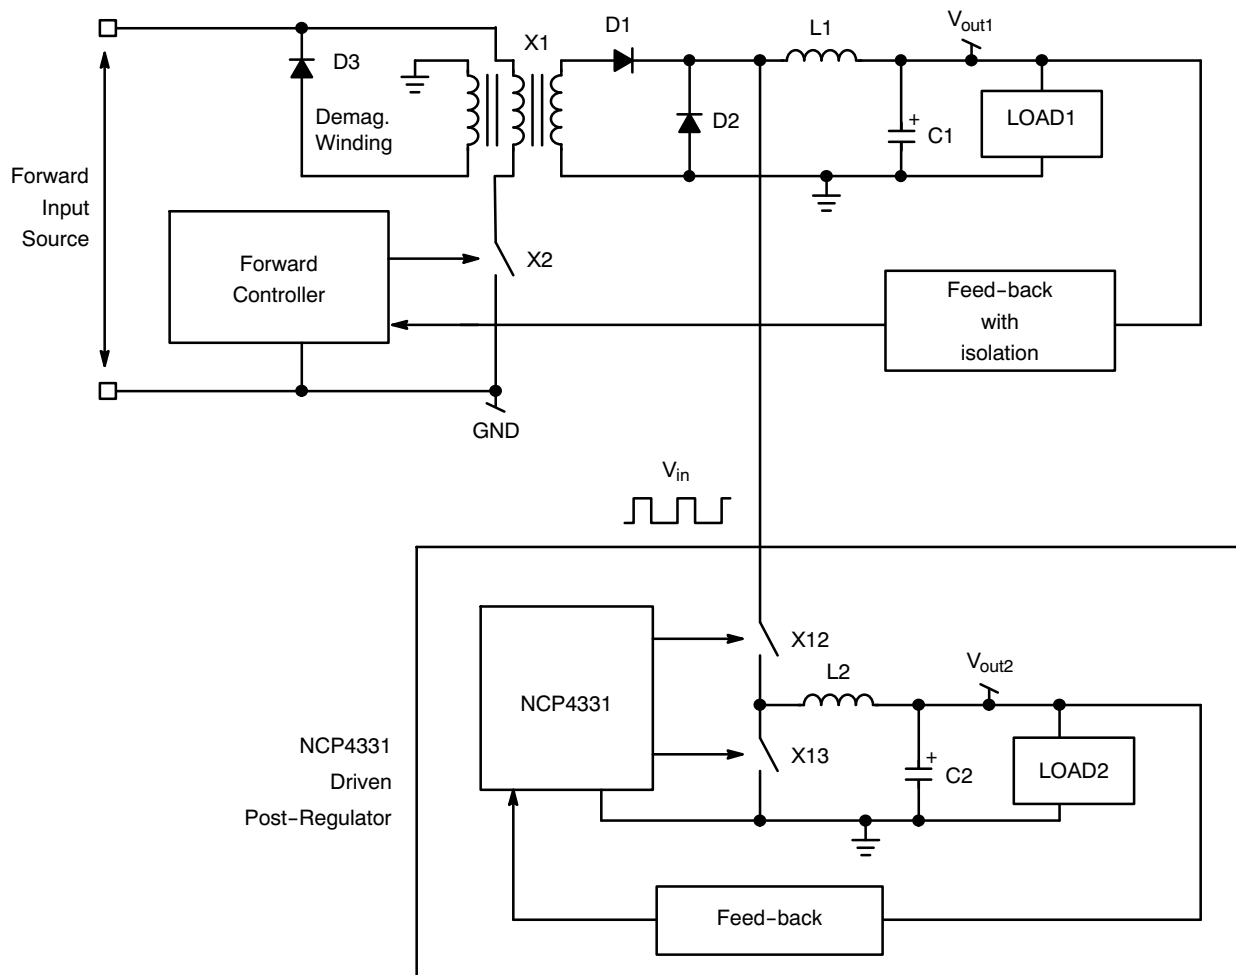 D1
L1
Vout1
X1
D3
Demag.
Winding
D2
+
C1
LOAD1
Forward
Input
Source
Forward
Controller
X2
Feed-back
with
isolation
GND
Vin
X12
L2
Vout2
NCP4331
X13
+
C2
LOAD2
NCP4331
Driven
Post-Regulator
Feed-back